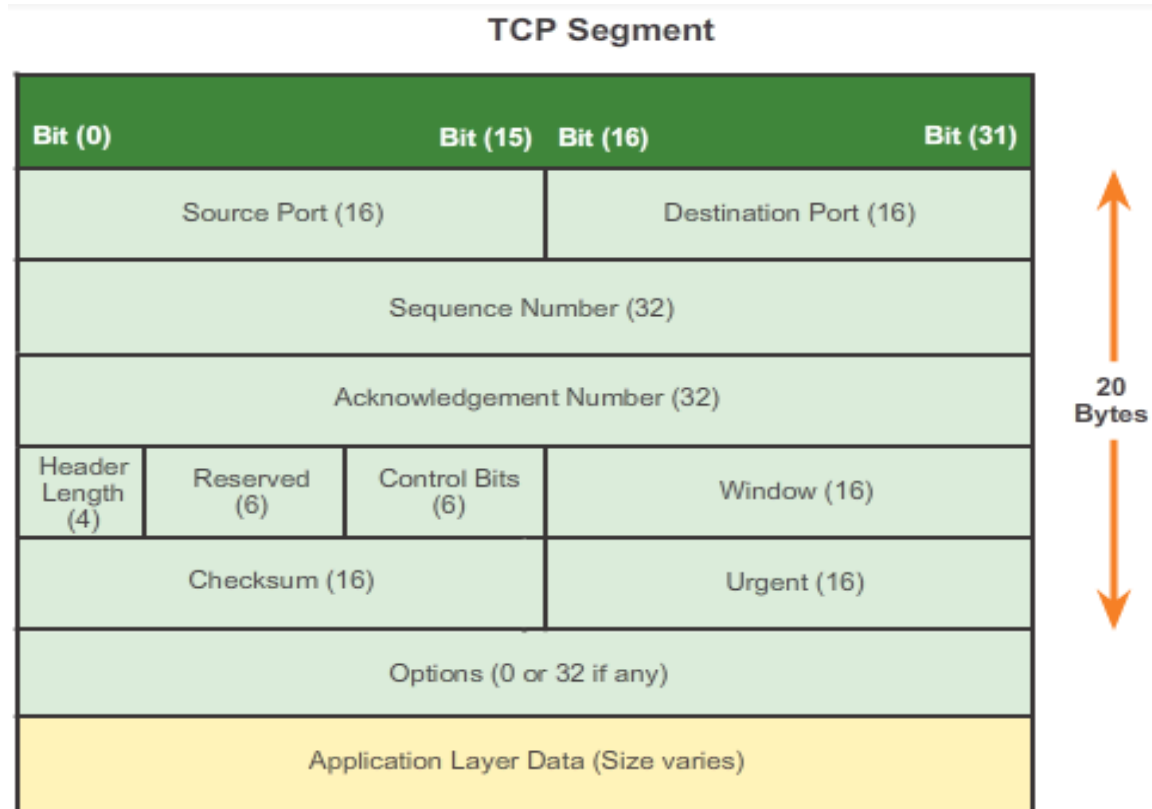 TCP Segment
Bit (0)
Bit (15)
Bit (16)
Bit (31)
Source Port (16)
Destination Port (16)
Sequence Number (32)
Acknowledgement Number (32)
20
Bytes
Header
Length
(4)
Reserved
(6)
Control Bits
(6)
Window (16)
Checksum (16)
Urgent (16)
Options (0 or 32 if any)
Application Layer Data (Size varies)